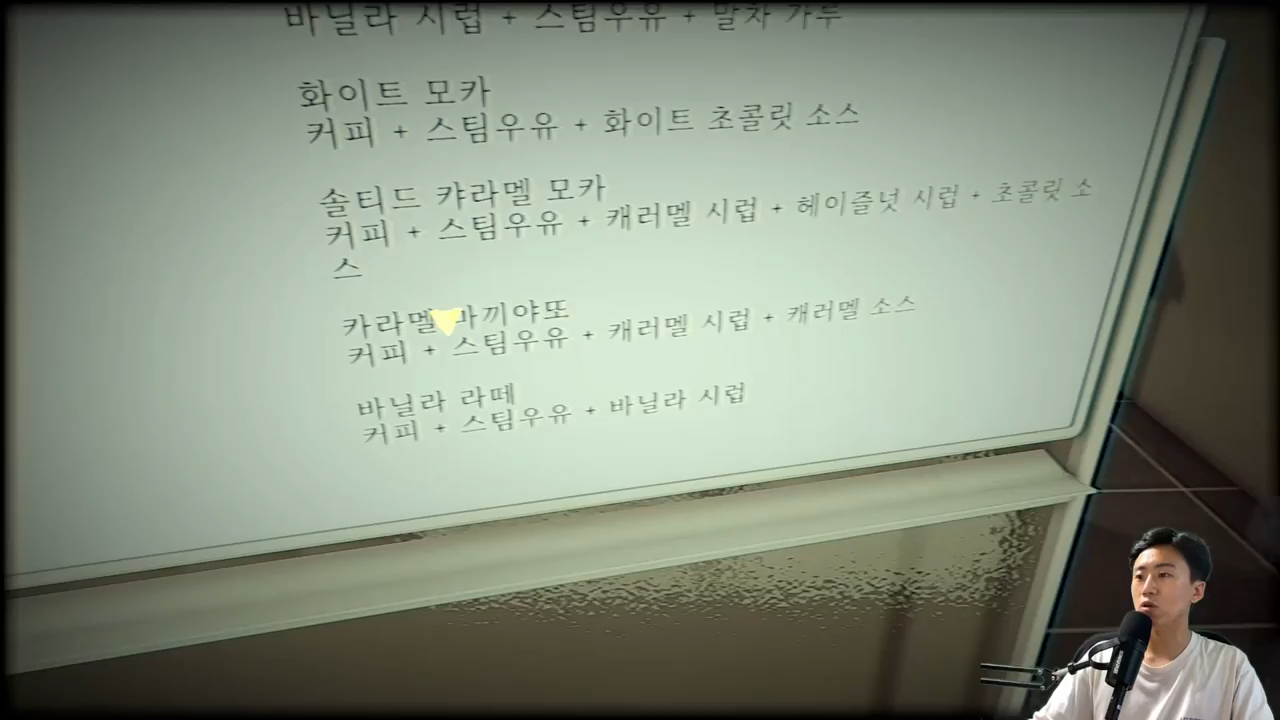 바닐라 시럽 + 스팀우유 + 말차 가루
화이트 모카
커피 + 스팀우유 + 화이트 초콜릿 소스
솔티드 캬라멜 모카
커피 + 스팀우유 + 캐러멜 시럽 + 헤이즐넛 시럽 + 초콜릿 소
스
카라멜 마끼야또
커피 + 스팀우유 + 캐러멜 시럽 + 캐러멜 소스
바닐라 라떼
커피 + 스팀우유 + 바닐라 시럽